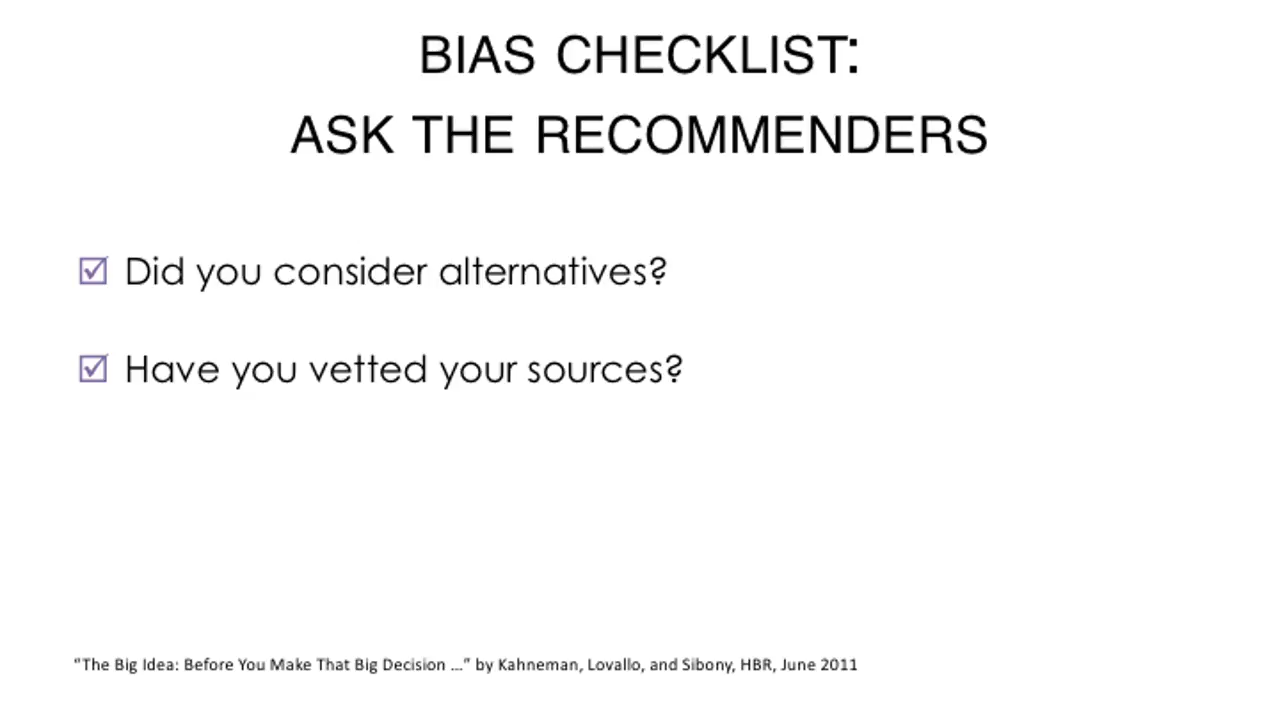 BIAS CHECKLIST:
ASK THE RECOMMENDERS
☑ Did you consider alternatives?
☑ Have you vetted your sources?
"The Big Idea: Before You Make That Big Decision …" by Kahneman, Lovallo, and Sibony, HBR, June 2011